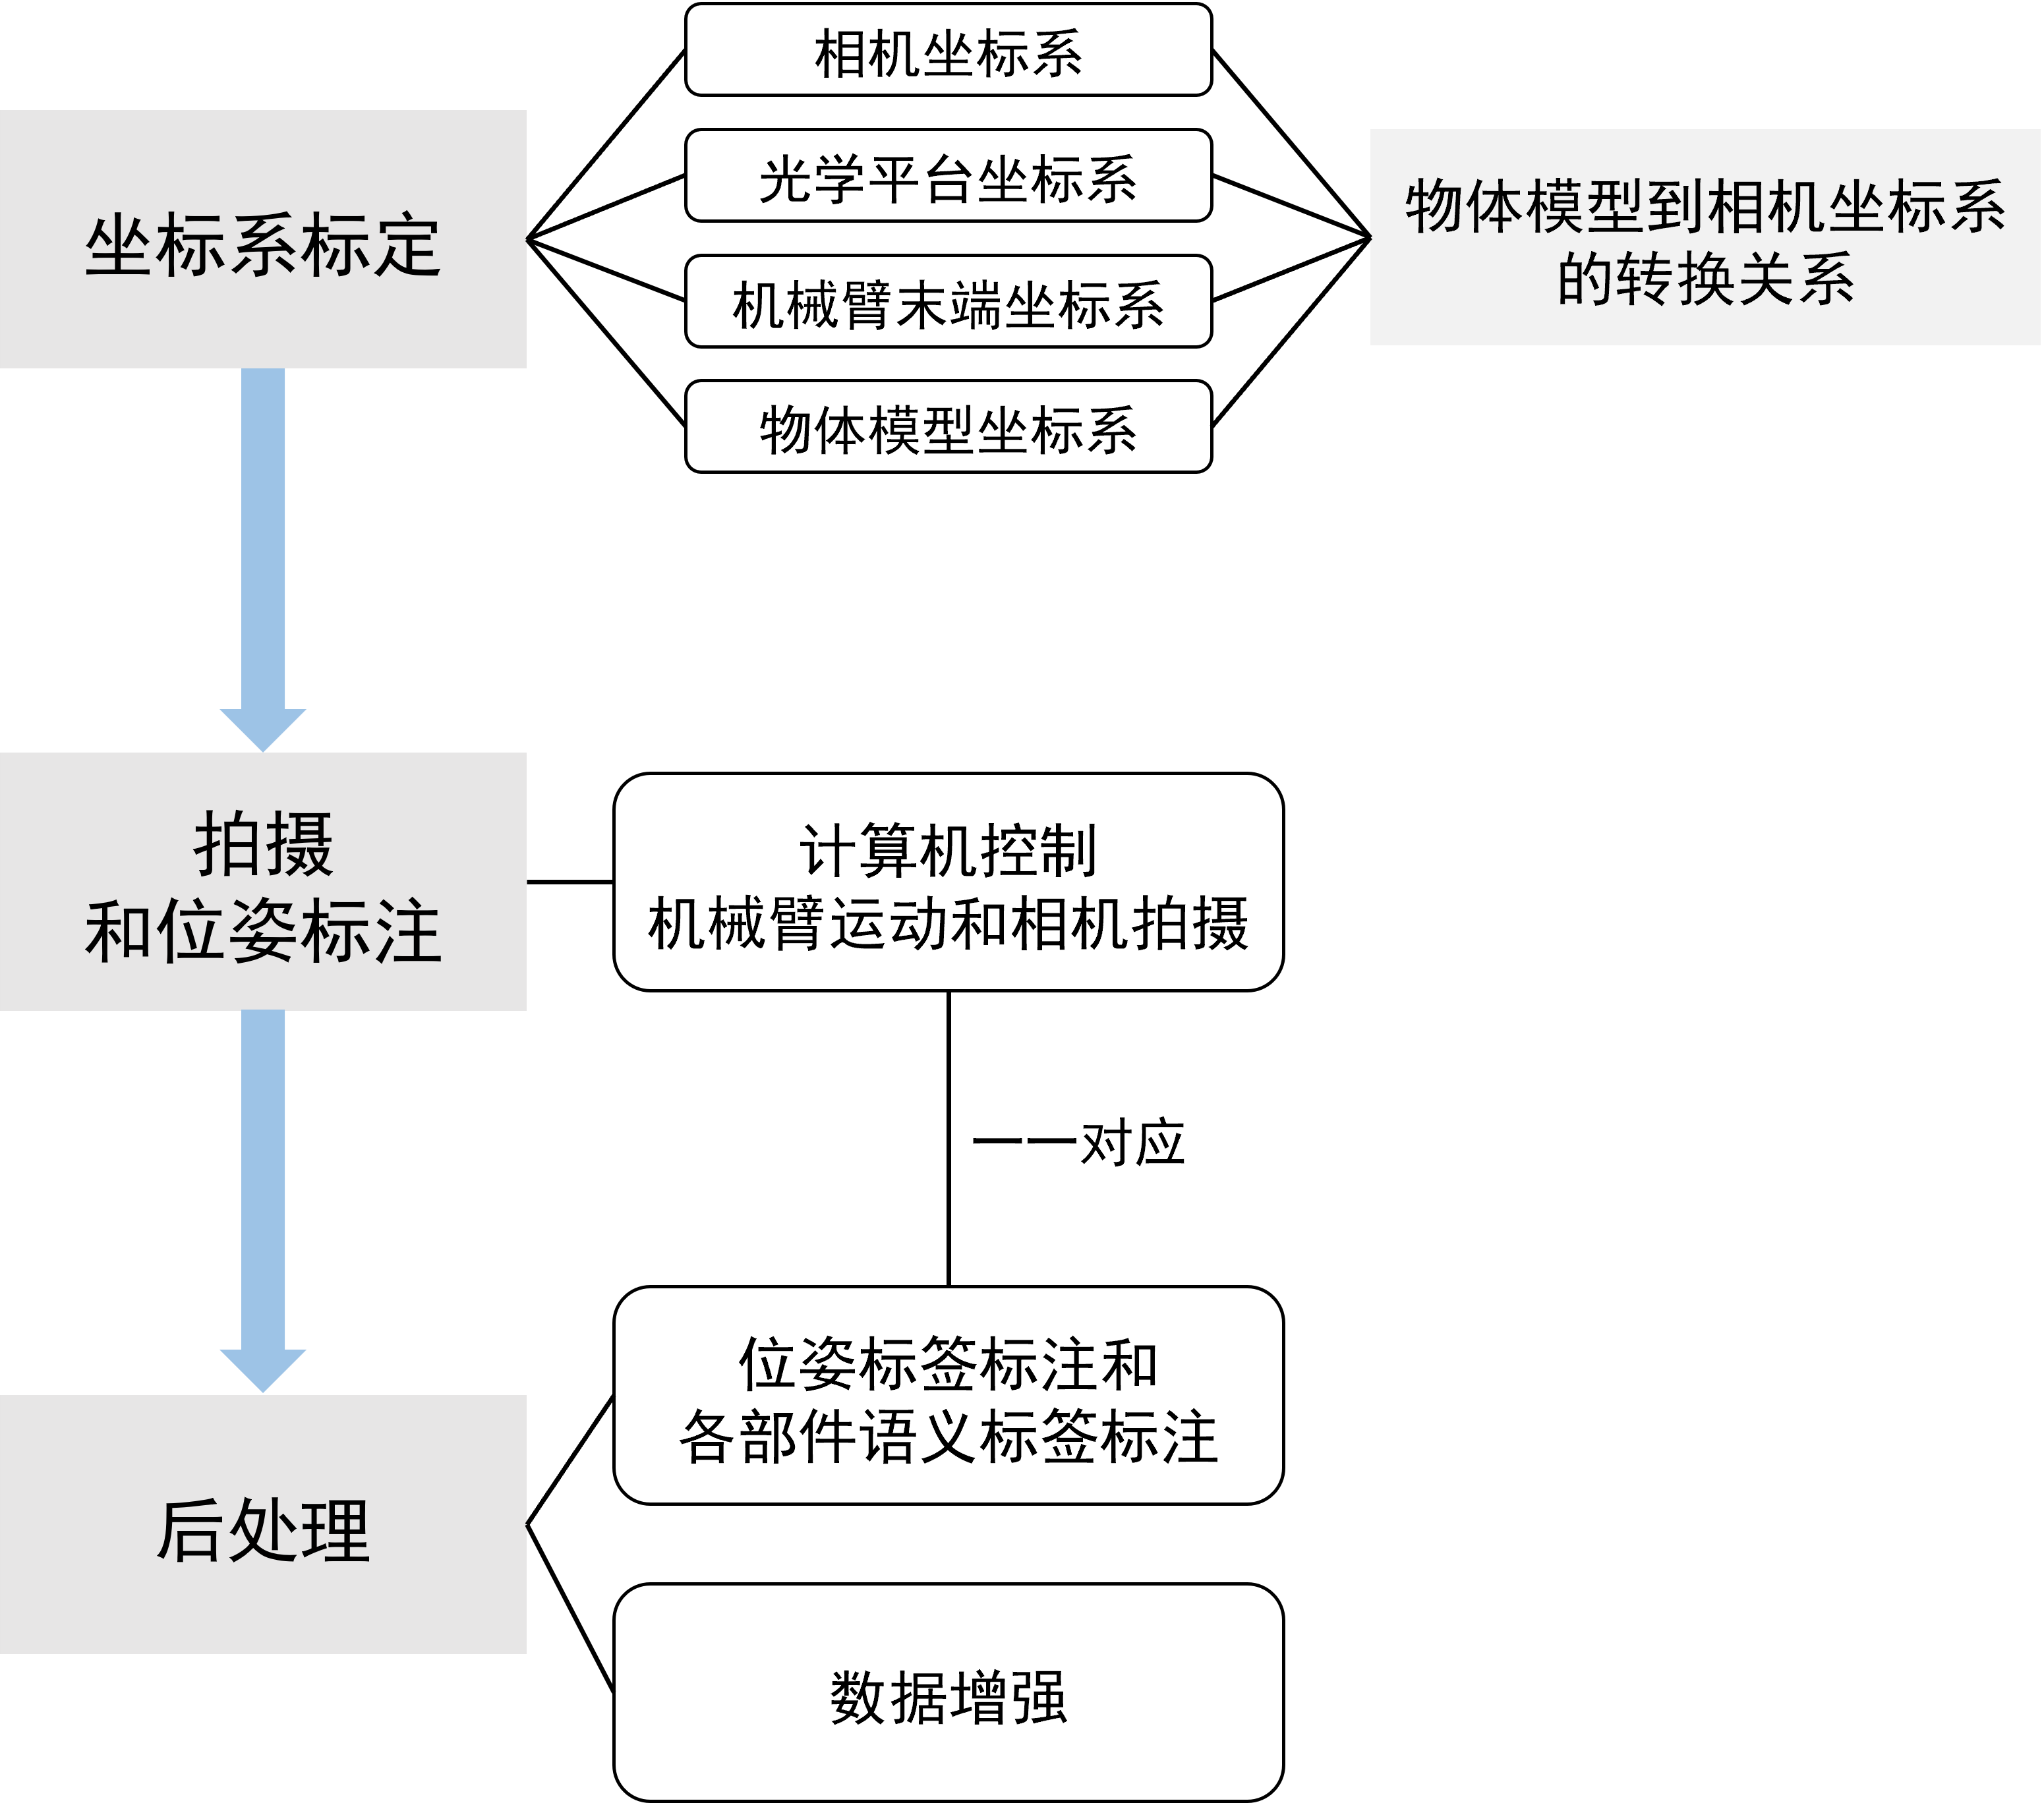 坐标系标定
相机坐标系
光学平台坐标系
机械臂末端坐标系
物体模型坐标系
物体模型到相机坐标系
的转换关系
拍摄
和位姿标注
计算机控制
机械臂运动和相机拍摄
一一对应
后处理
位姿标签标注和
各部件语义标签标注
数据增强